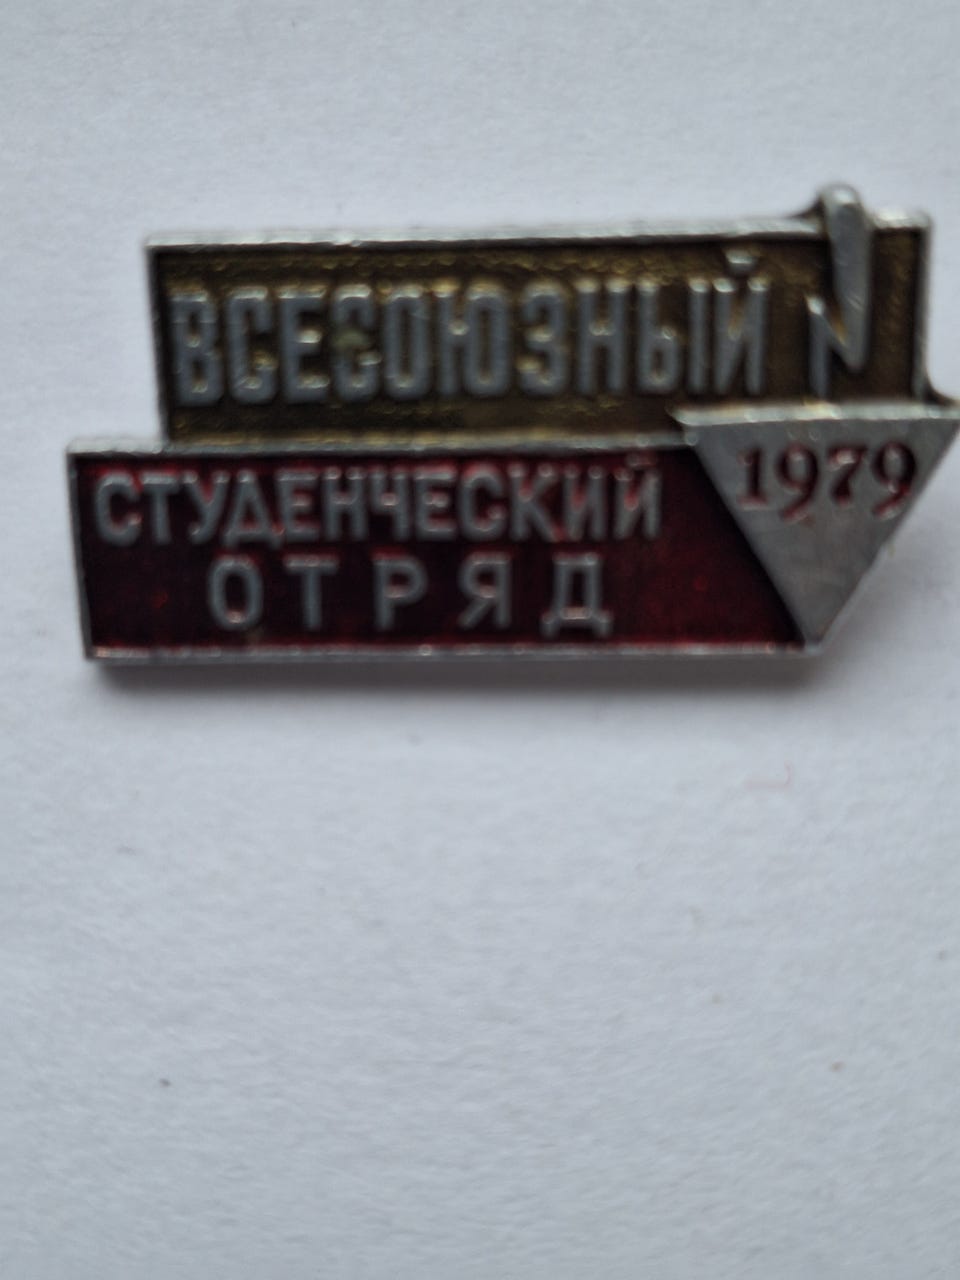 ВСЕСОЮЗНЫЙ
1979
СТУДЕНЧЕСКИЙ
ОТРЯД